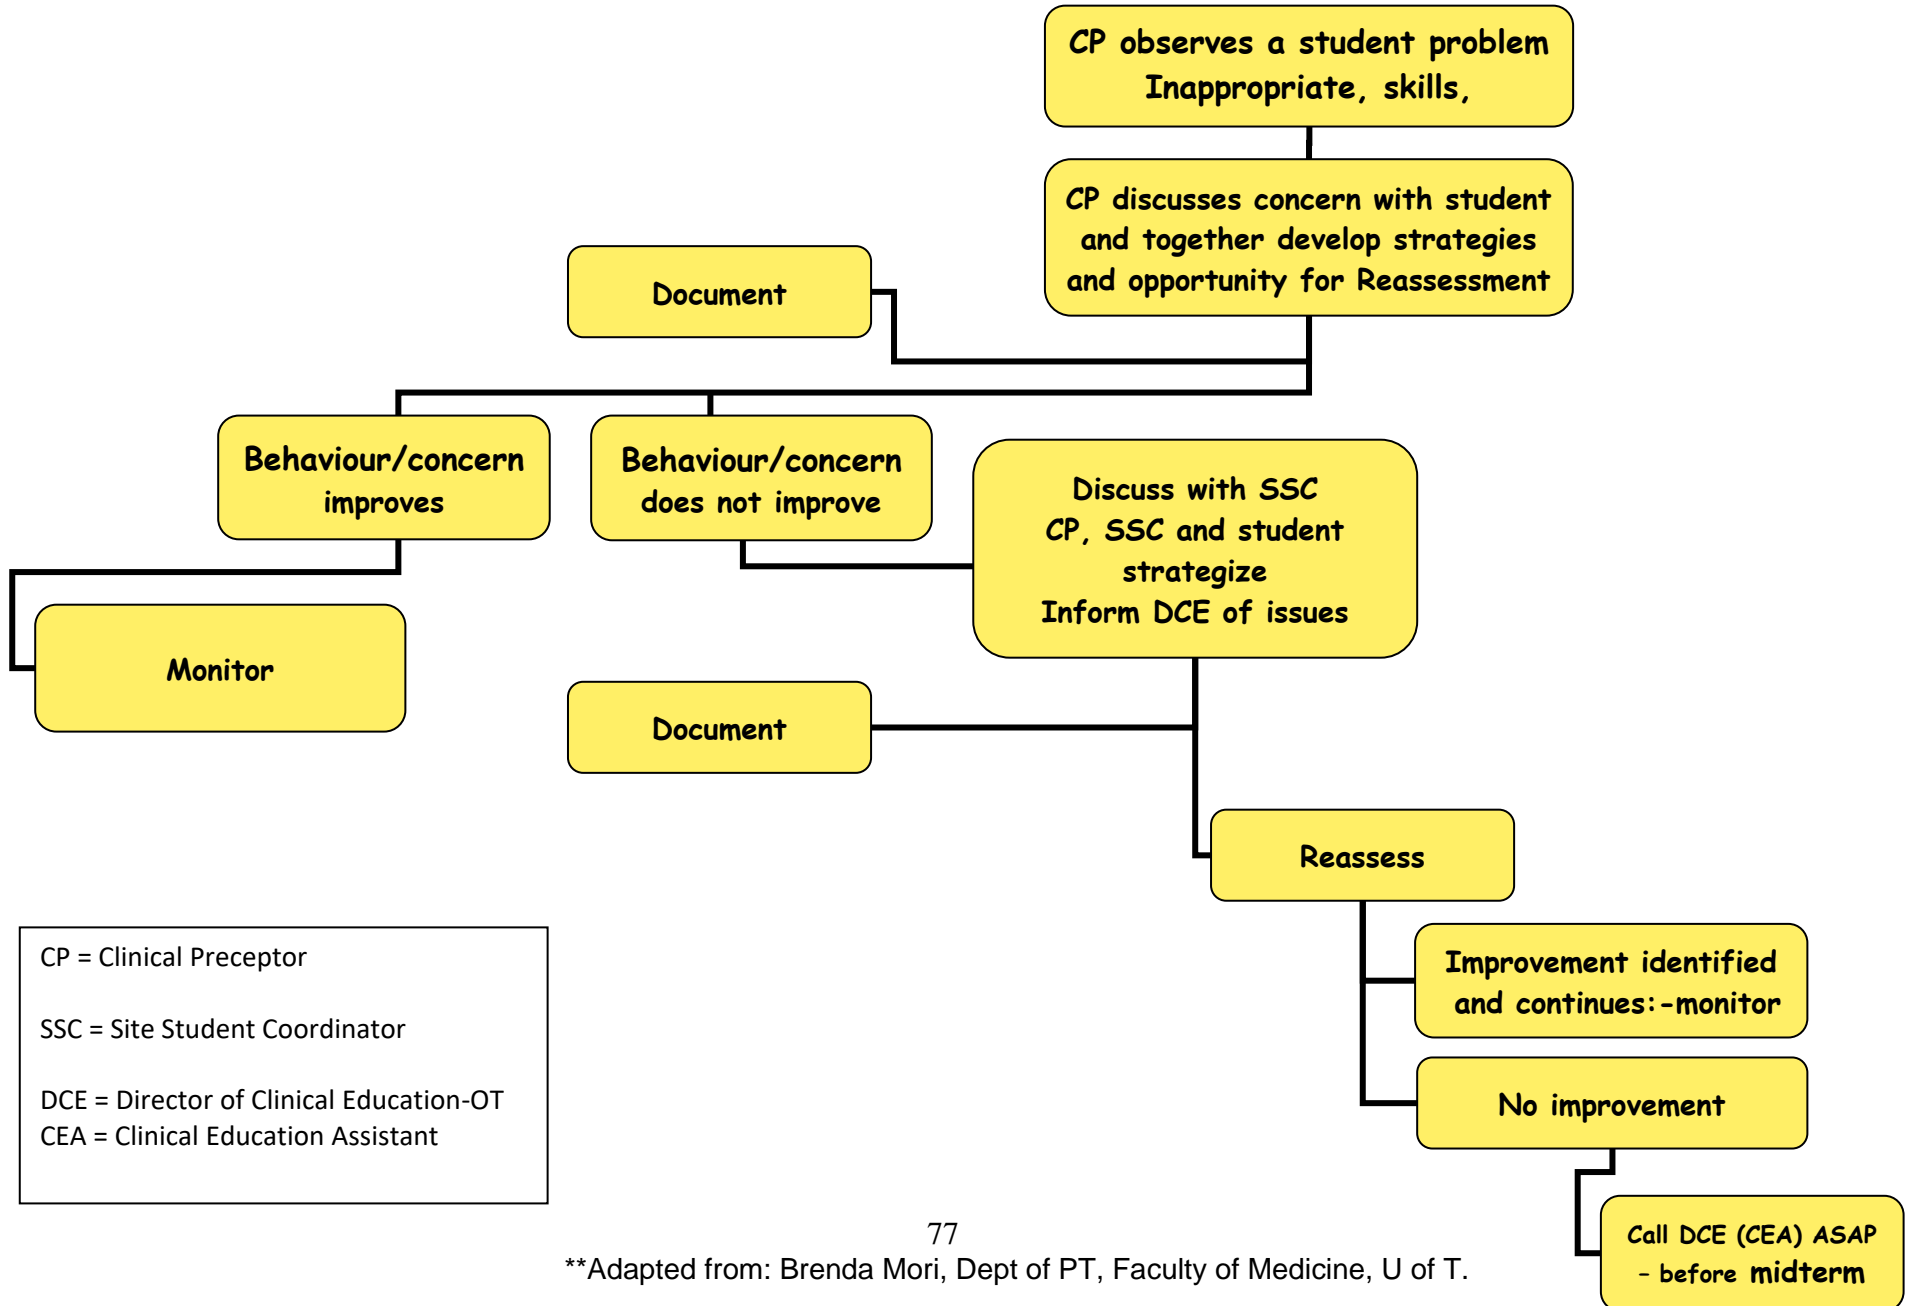 CP observes a student problem
Inappropriate, skills,
CP discusses concern with student
and together develop strategies
and opportunity for Reassessment
Document
Behaviour/concern
improves
Behaviour/concern
does not improve
Discuss with SSC
CP, SSC and student
strategize
Inform DCE of issues
Monitor
Document
Reassess
Improvement identified
and continues:-monitor
No improvement
Call DCE (CEA) ASAP
- before midterm
CP = Clinical Preceptor
SSC = Site Student Coordinator
DCE = Director of Clinical Education-OT
CEA = Clinical Education Assistant
77
**Adapted from: Brenda Mori, Dept of PT, Faculty of Medicine, U of T.